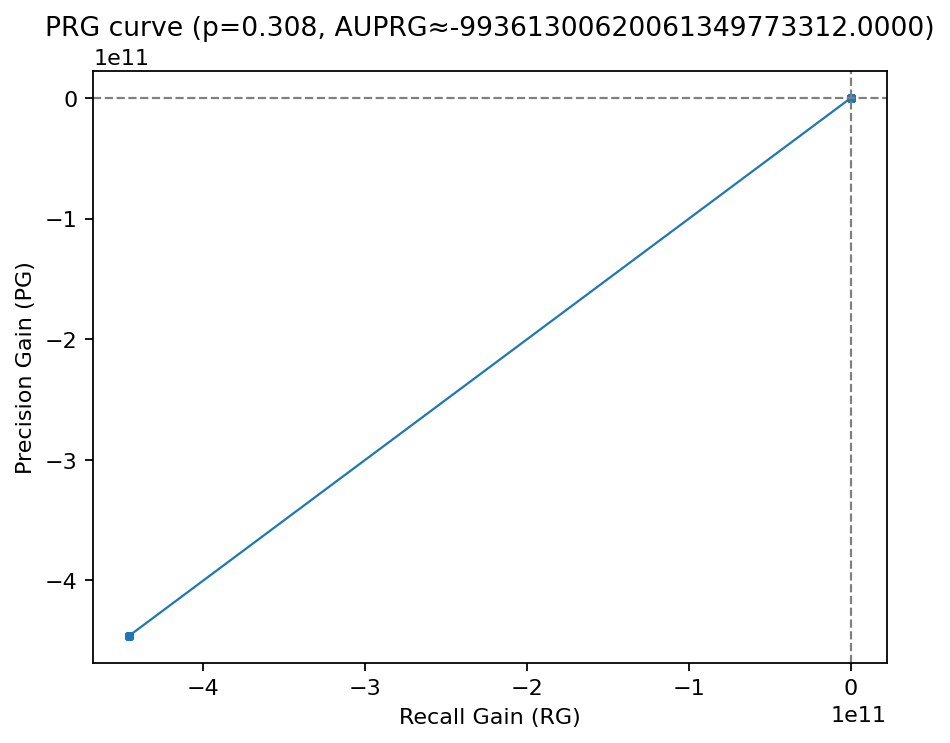 PRG curve (p=0.308, AUPRG≈-99361300620061349773312.0000)
1e11
0
−1
−2
−3
−4
Precision Gain (PG)
−4 −3 −2 −1 0
1e11
Recall Gain (RG)